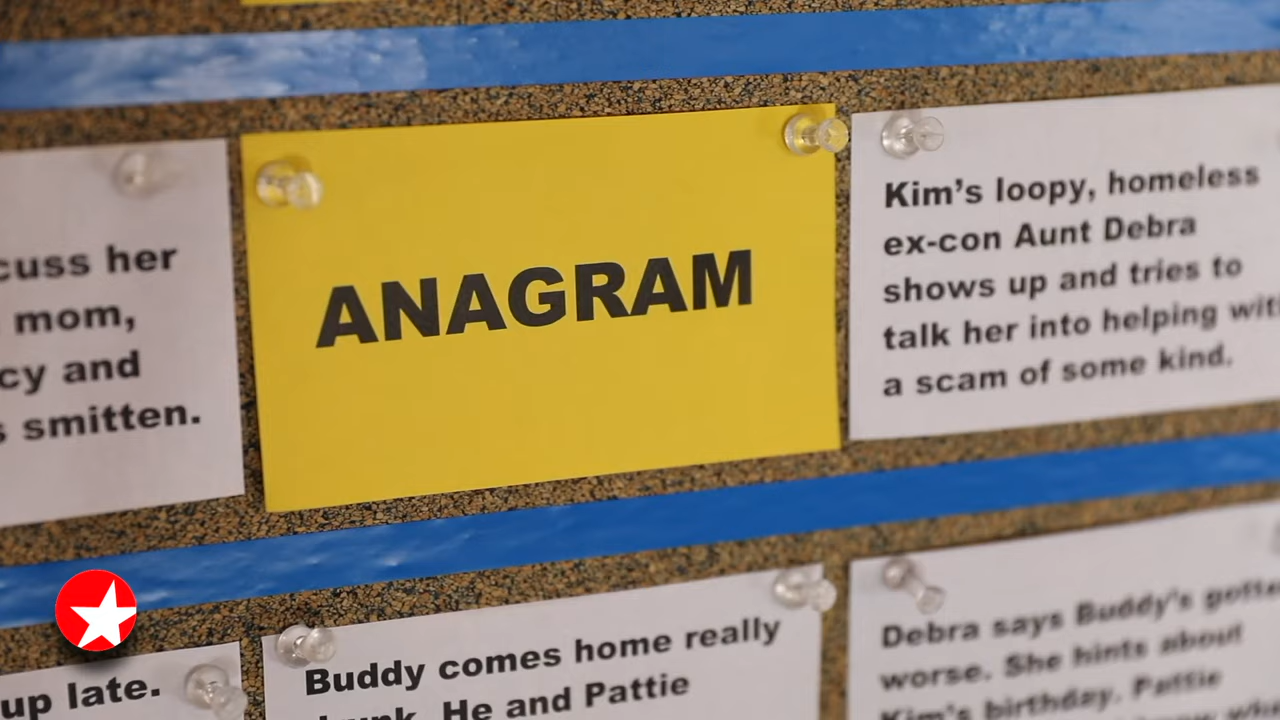 cuss her
mom,
cy and
s smitten.
ANAGRAM
Kim's loopy, homeless
ex-con Aunt Debra
shows up and tries to
talk her into helping wit
a scam of some kind.
up late.
Buddy comes home really
He and Pattie
Debra says Buddy's gotte
worse. She hints about
Kim's birthday. Pattie